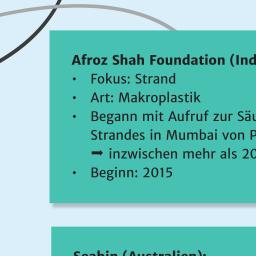 Afroz Shah Foundation (Ind
• Fokus: Strand
• Art: Makroplastik
• Begann mit Aufruf zur Säu
Strandes in Mumbai von P
➡ inzwischen mehr als 20
• Beginn: 2015
Seabin (Australien):